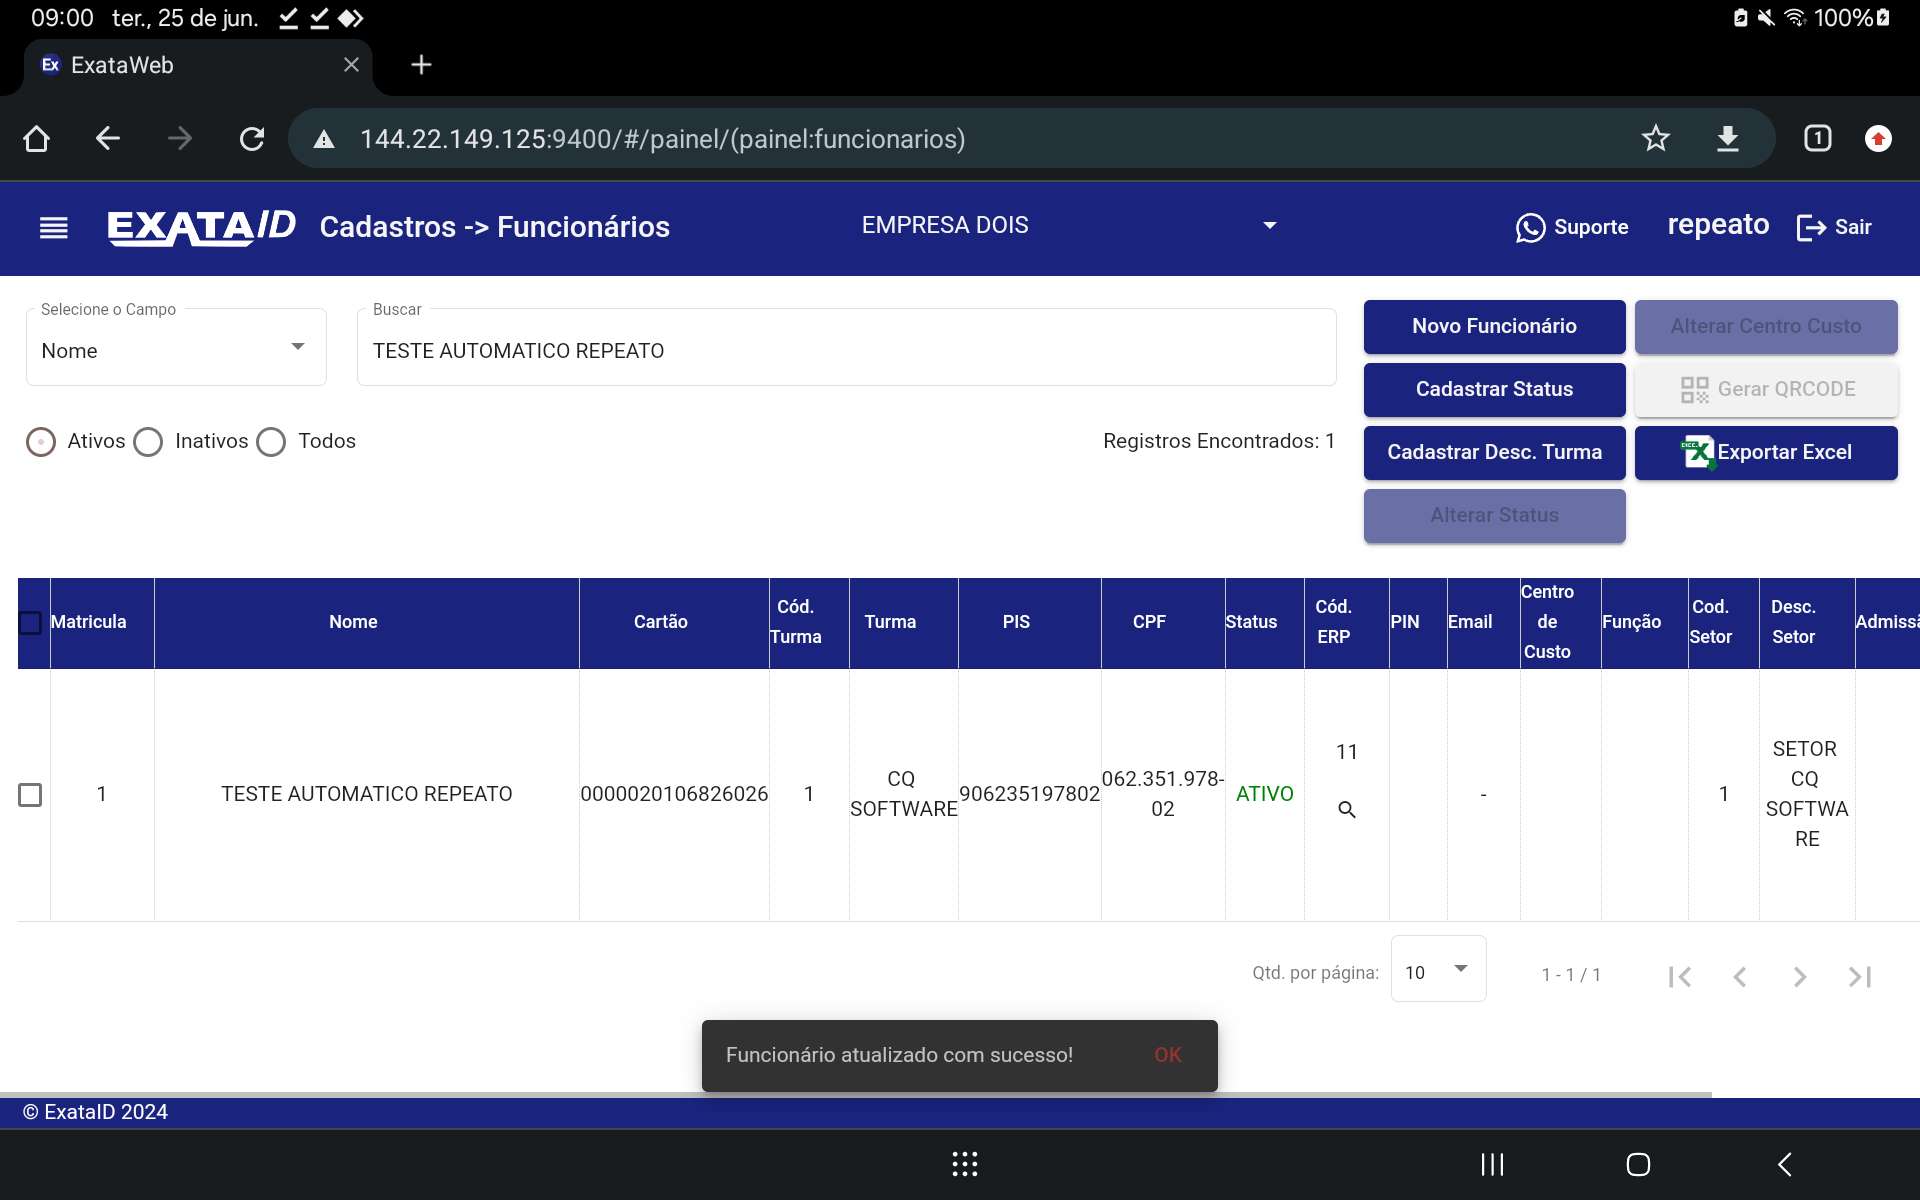 09:00 ter., 25 de jun. 100%
Ex ExataWeb
144.22.149.125:9400/#/painel/(painel:funcionarios) 1
EXATAID Cadastros -> Funcionários EMPRESA DOIS Suporte repeato Sair
Selecione o Campo
Nome
Buscar
TESTE AUTOMATICO REPEATO
Novo Funcionário Alterar Centro Custo
Cadastrar Status Gerar QRCODE
Ativos Inativos Todos Registros Encontrados: 1
Cadastrar Desc. Turma Exportar Excel
Alterar Status
Matricula Nome Cartão Cód. Turma Turma PIS CPF Status Cód. ERP PIN Email Centro de Custo Função Cod. Setor Desc. Setor Admissã
1 TESTE AUTOMATICO REPEATO 0000020106826026 1 CQ SOFTWARE 906235197802 062.351.978-02 ATIVO 11 - 1 SETOR CQ SOFTWA RE
Qtd. por página: 10 1 - 1 / 1
Funcionário atualizado com sucesso! OK
© ExataID 2024